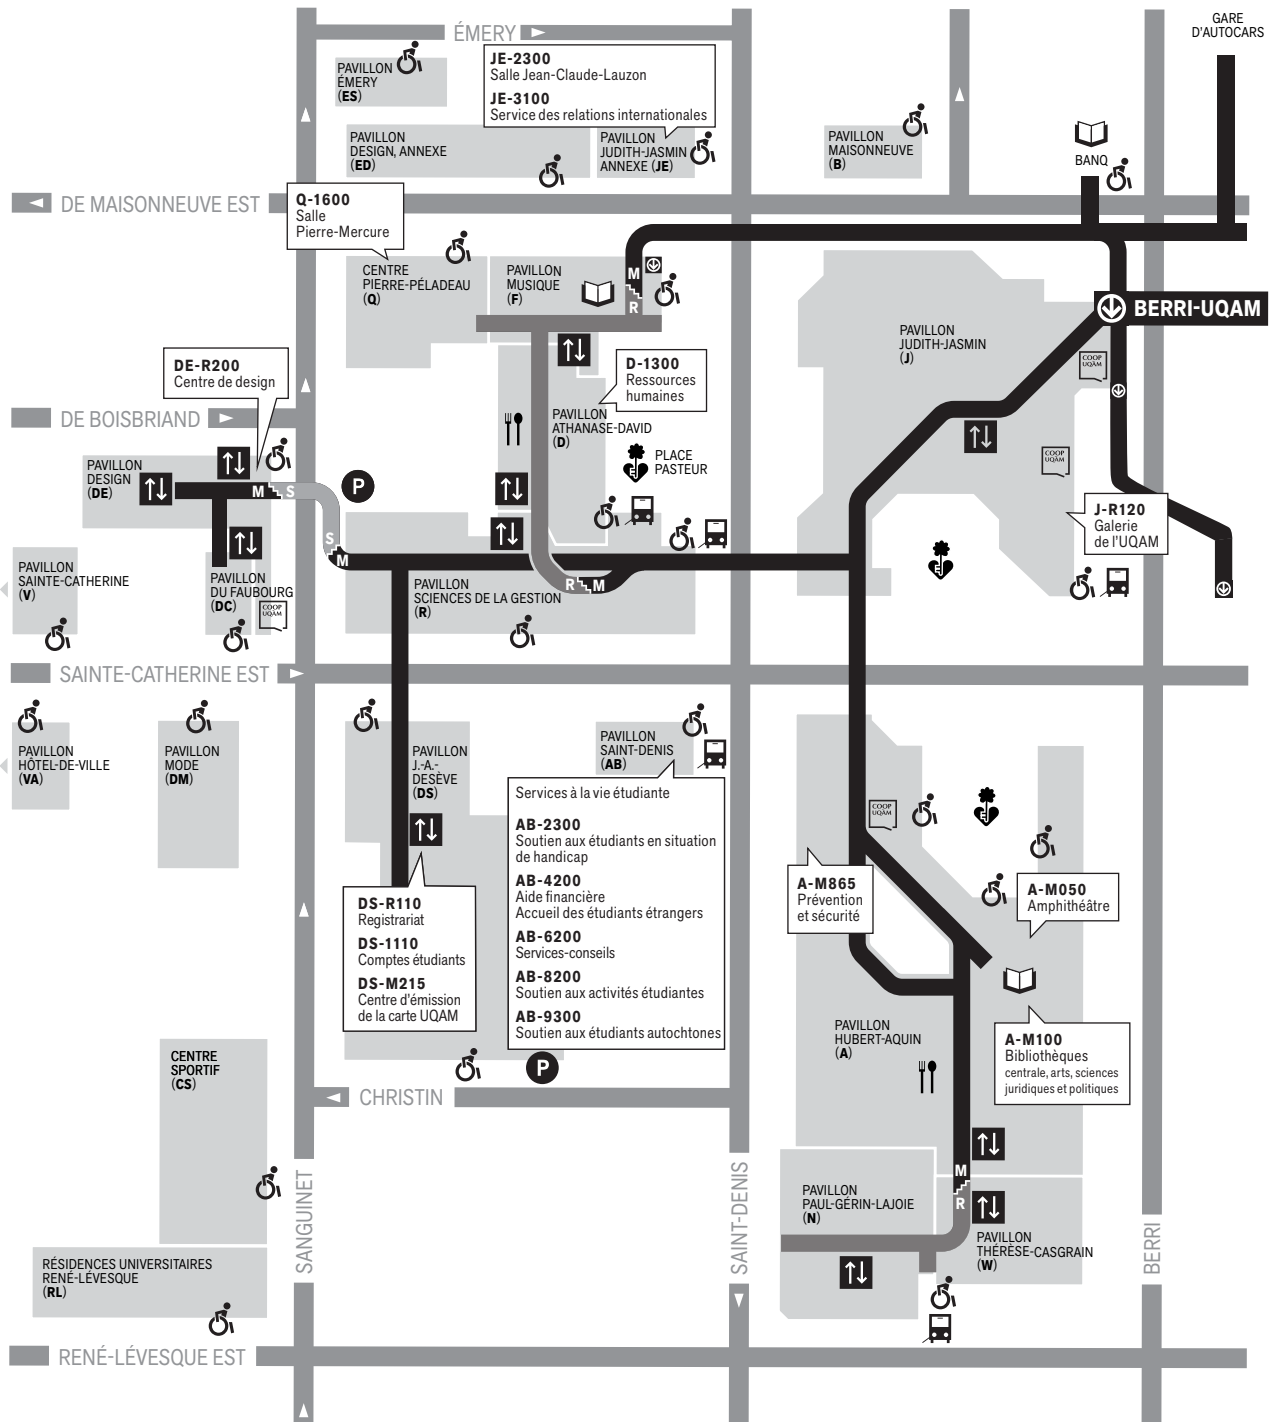 GARE
D'AUTOCARS
ÉMERY
PAVILLON
ÉMERY
(ES)
JE-2300
Salle Jean-Claude-Lauzon
JE-3100
Service des relations internationales
PAVILLON
DESIGN, ANNEXE
(ED)
PAVILLON
JUDITH-JASMIN
ANNEXE (JE)
PAVILLON
MAISONNEUVE
(B)
BANQ
DE MAISONNEUVE EST
Q-1600
Salle
Pierre-Mercure
CENTRE
PIERRE-PÉLADEAU
(Q)
PAVILLON
MUSIQUE
(F)
M
R
BERRI-UQAM
PAVILLON
JUDITH-JASMIN
(J)
COOP
UQAM
DE-R200
Centre de design
D-1300
Ressources
humaines
DE BOISBRIAND
PAVILLON
ATHANASE-DAVID
(D)
EJ
PLACE
PASTEUR
COOP
UQAM
PAVILLON
DESIGN
(DE)
M
S
P
J-R120
Galerie
de l'UQAM
S
M
EJ
PAVILLON
SAINTE-CATHERINE
(V)
PAVILLON
DU FAUBOURG
(DC)
COOP
UQAM
PAVILLON
SCIENCES DE LA GESTION
(R)
R
M
SAINTE-CATHERINE EST
PAVILLON
HÔTEL-DE-VILLE
(VA)
PAVILLON
MODE
(DM)
PAVILLON
J.-A.-
DESÈVE
(DS)
PAVILLON
SAINT-DENIS
(AB)
Services à la vie étudiante
AB-2300
Soutien aux étudiants en situation
de handicap
AB-4200
Aide financière
Accueil des étudiants étrangers
AB-6200
Services-conseils
AB-8200
Soutien aux activités étudiantes
AB-9300
Soutien aux étudiants autochtones
COOP
UQAM
EJ
A-M865
Prévention
et sécurité
A-M050
Amphithéâtre
DS-R110
Registrariat
DS-1110
Comptes étudiants
DS-M215
Centre d'émission
de la carte UQAM
PAVILLON
HUBERT-AQUIN
(A)
A-M100
Bibliothèques
centrale, arts, sciences
juridiques et politiques
CENTRE
SPORTIF
(CS)
P
CHRISTIN
SANGUINET
SAINT-DENIS
BERRI
M
R
PAVILLON
PAUL-GÉRIN-LAJOIE
(N)
PAVILLON
THÉRÈSE-CASGRAIN
(W)
RÉSIDENCES UNIVERSITAIRES
RENÉ-LÉVESQUE
(RL)
RENÉ-LÉVESQUE EST